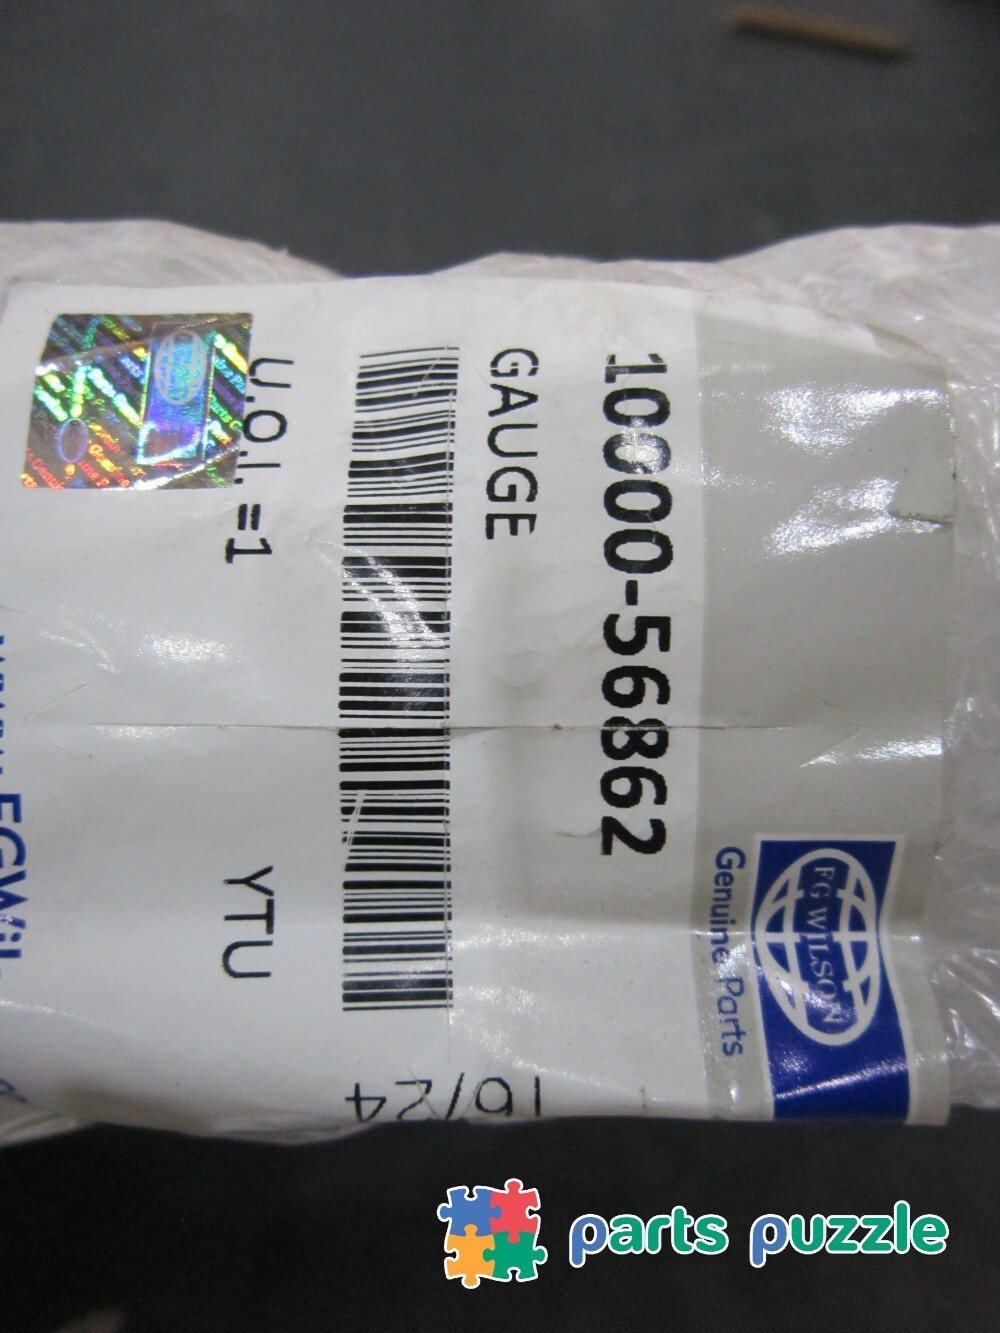 FG WILSON
Genuine Parts
10000-56862
GAUGE
U.O.I. =1
YTU
16/24
parts puzzle